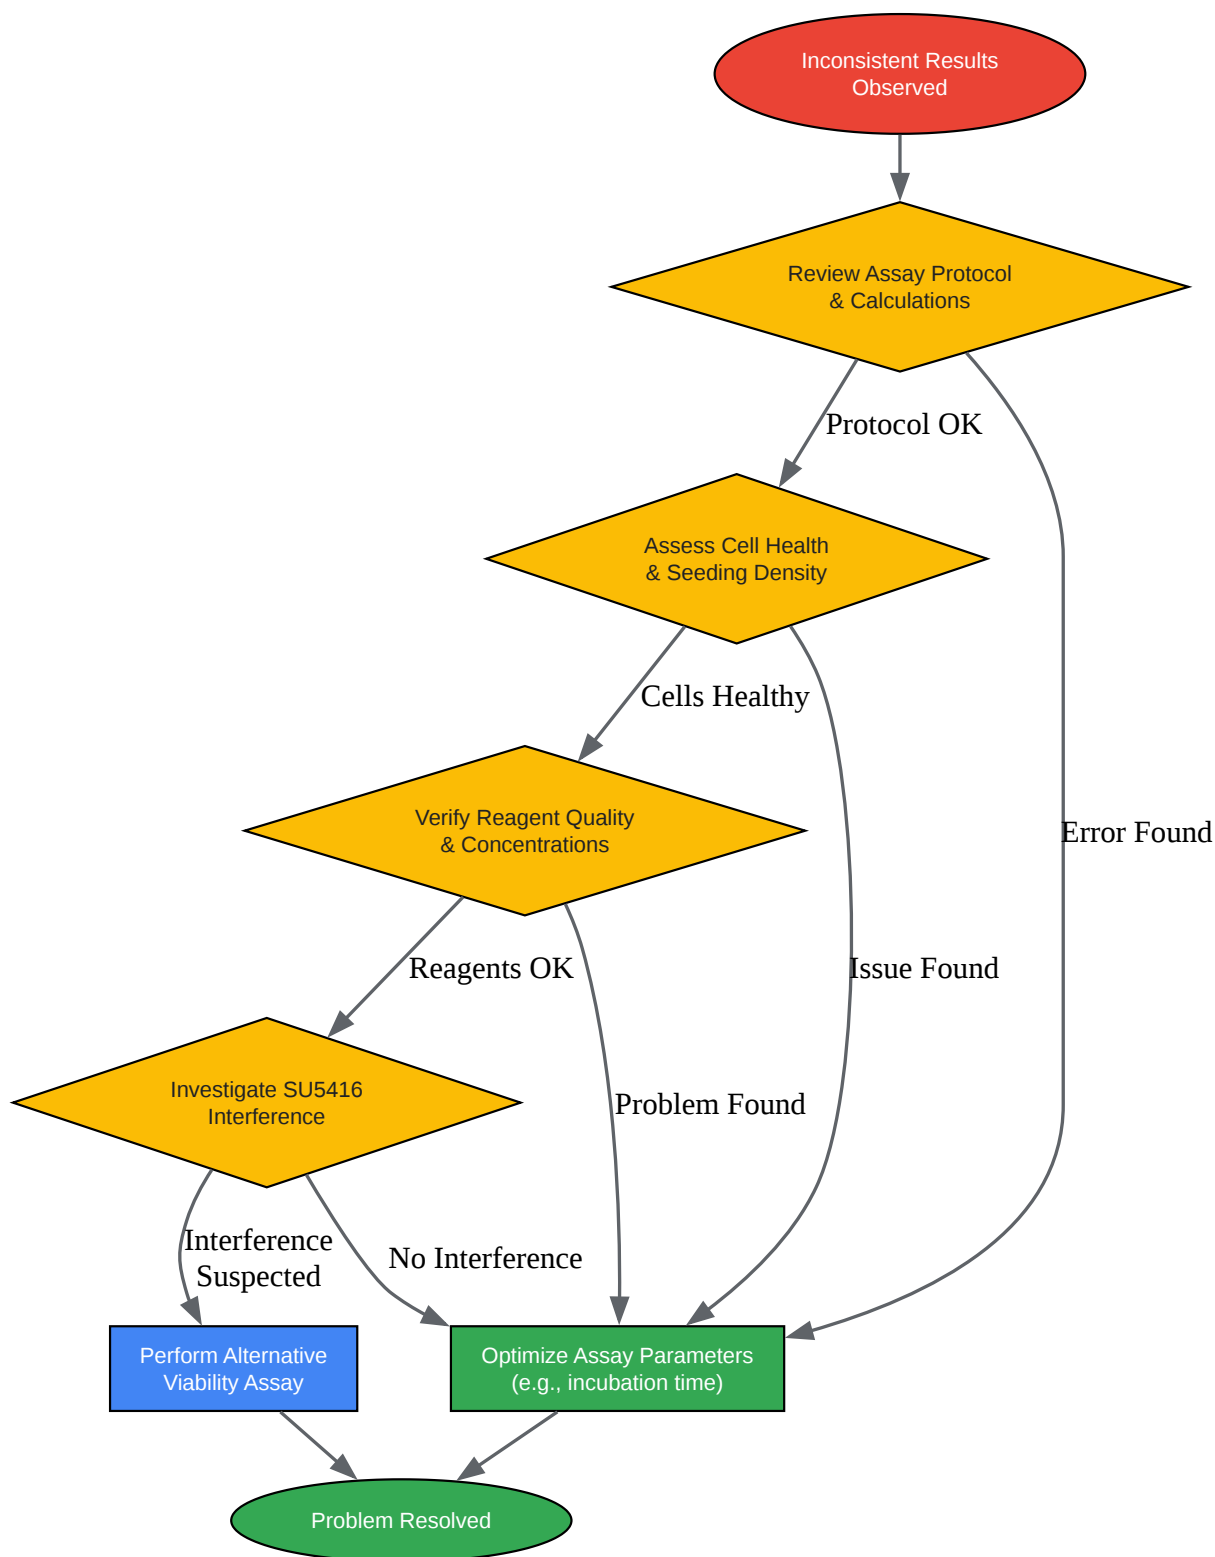 Inconsistent Results
Observed
Review Assay Protocol
& Calculations
Protocol OK
Assess Cell Health
& Seeding Density
Cells Healthy
Verify Reagent Quality
& Concentrations
Error Found
Reagents OK
Issue Found
Investigate SU5416
Interference
Problem Found
Interference
Suspected
No Interference
Perform Alternative
Viability Assay
Optimize Assay Parameters
(e.g., incubation time)
Problem Resolved